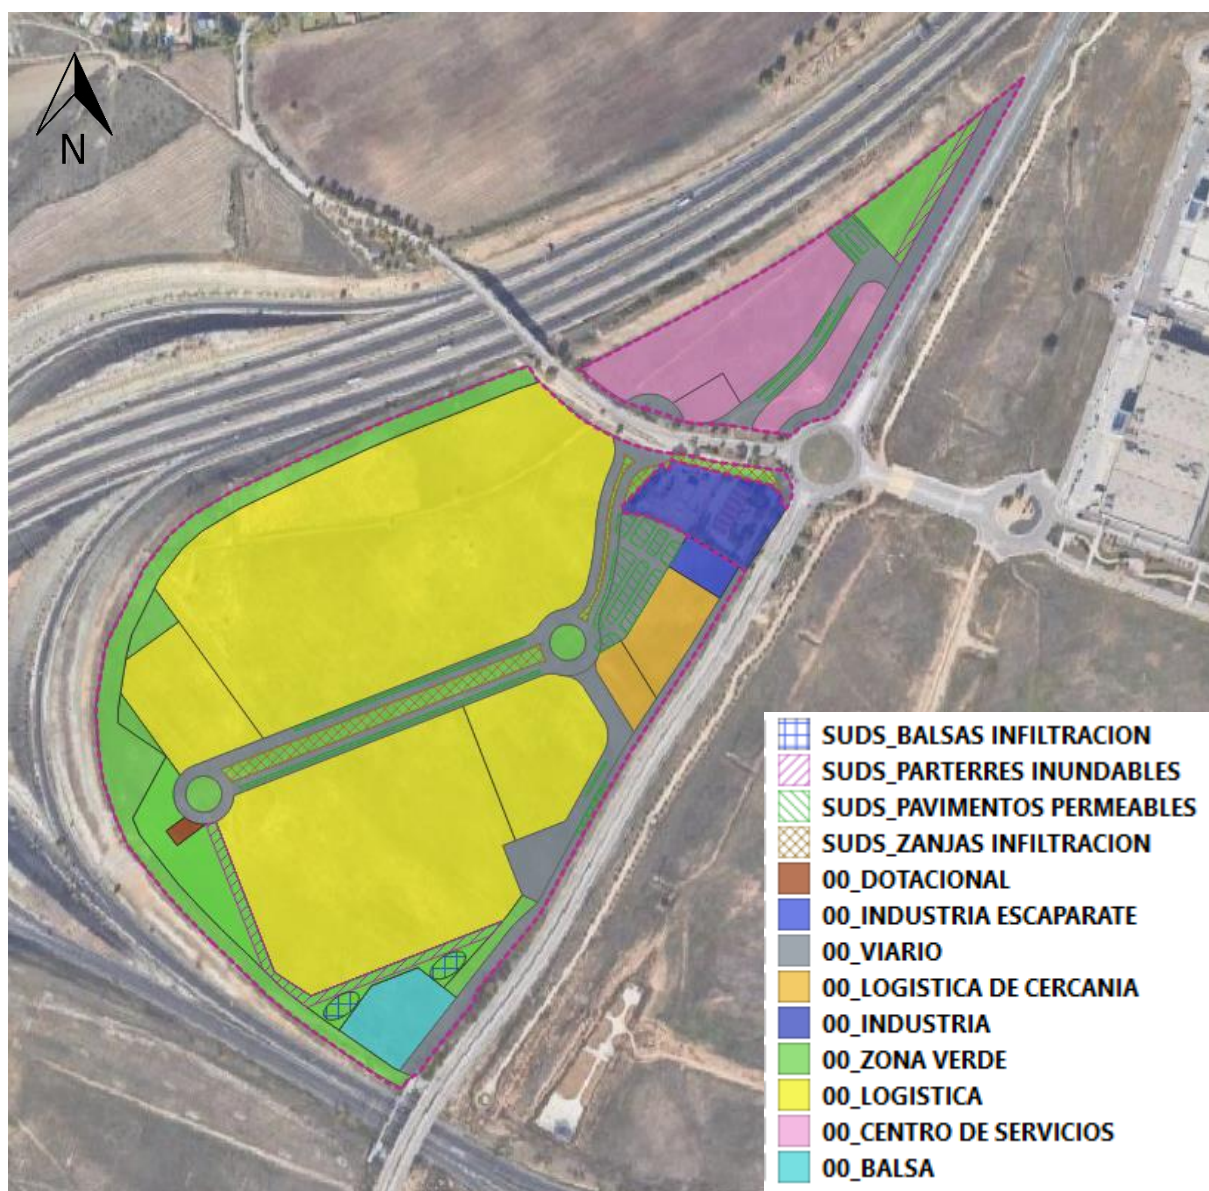 N
SUDS_BALSAS INFILTRACION
SUDS_PARTERRES INUNDABLES
SUDS_PAVIMENTOS PERMEABLES
SUDS_ZANJAS INFILTRACION
00_DOTACIONAL
00_INDUSTRIA ESCAPARATE
00_VIARIO
00_LOGISTICA DE CERCANIA
00_INDUSTRIA
00_ZONA VERDE
00_LOGISTICA
00_CENTRO DE SERVICIOS
00_BALSA